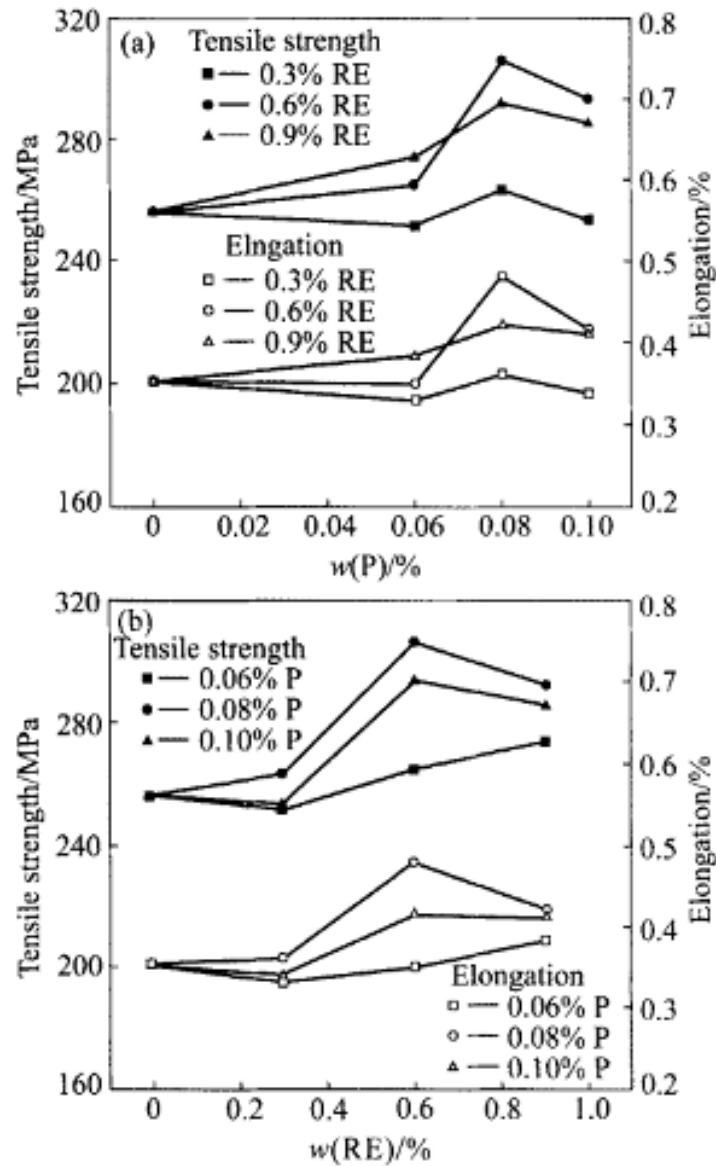 (a)
Tensile strength
0.3% RE
0.6% RE
0.9% RE
Elngation
0.3% RE
0.6% RE
0.9% RE
320
280
240
200
160
Tensile strength/MPa
0.8
0.7
0.6
0.5
0.4
0.3
0.2
Elongation/%
0 0.02 0.04 0.06 0.08 0.10
w(P)/%
(b)
Tensile strength
0.06% P
0.08% P
0.10% P
Elongation
0.06% P
0.08% P
0.10% P
320
280
240
200
160
Tensile strength/MPa
0.8
0.7
0.6
0.5
0.4
0.3
0.2
Elongation/%
0 0.2 0.4 0.6 0.8 1.0
w(RE)/%